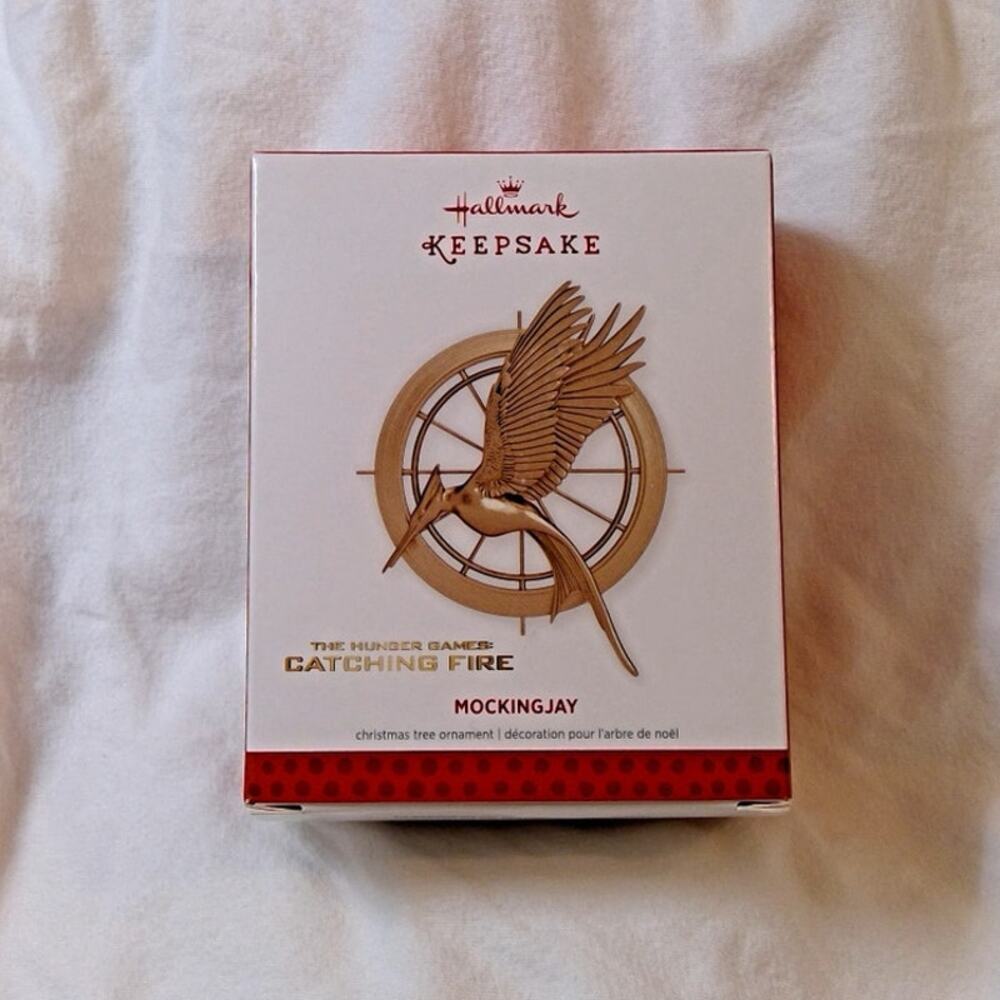 Hallmark
KEEPSAKE
THE HUNGER GAMES:
CATCHING FIRE
MOCKINGJAY
christmas tree ornament | décoration pour l'arbre de noël